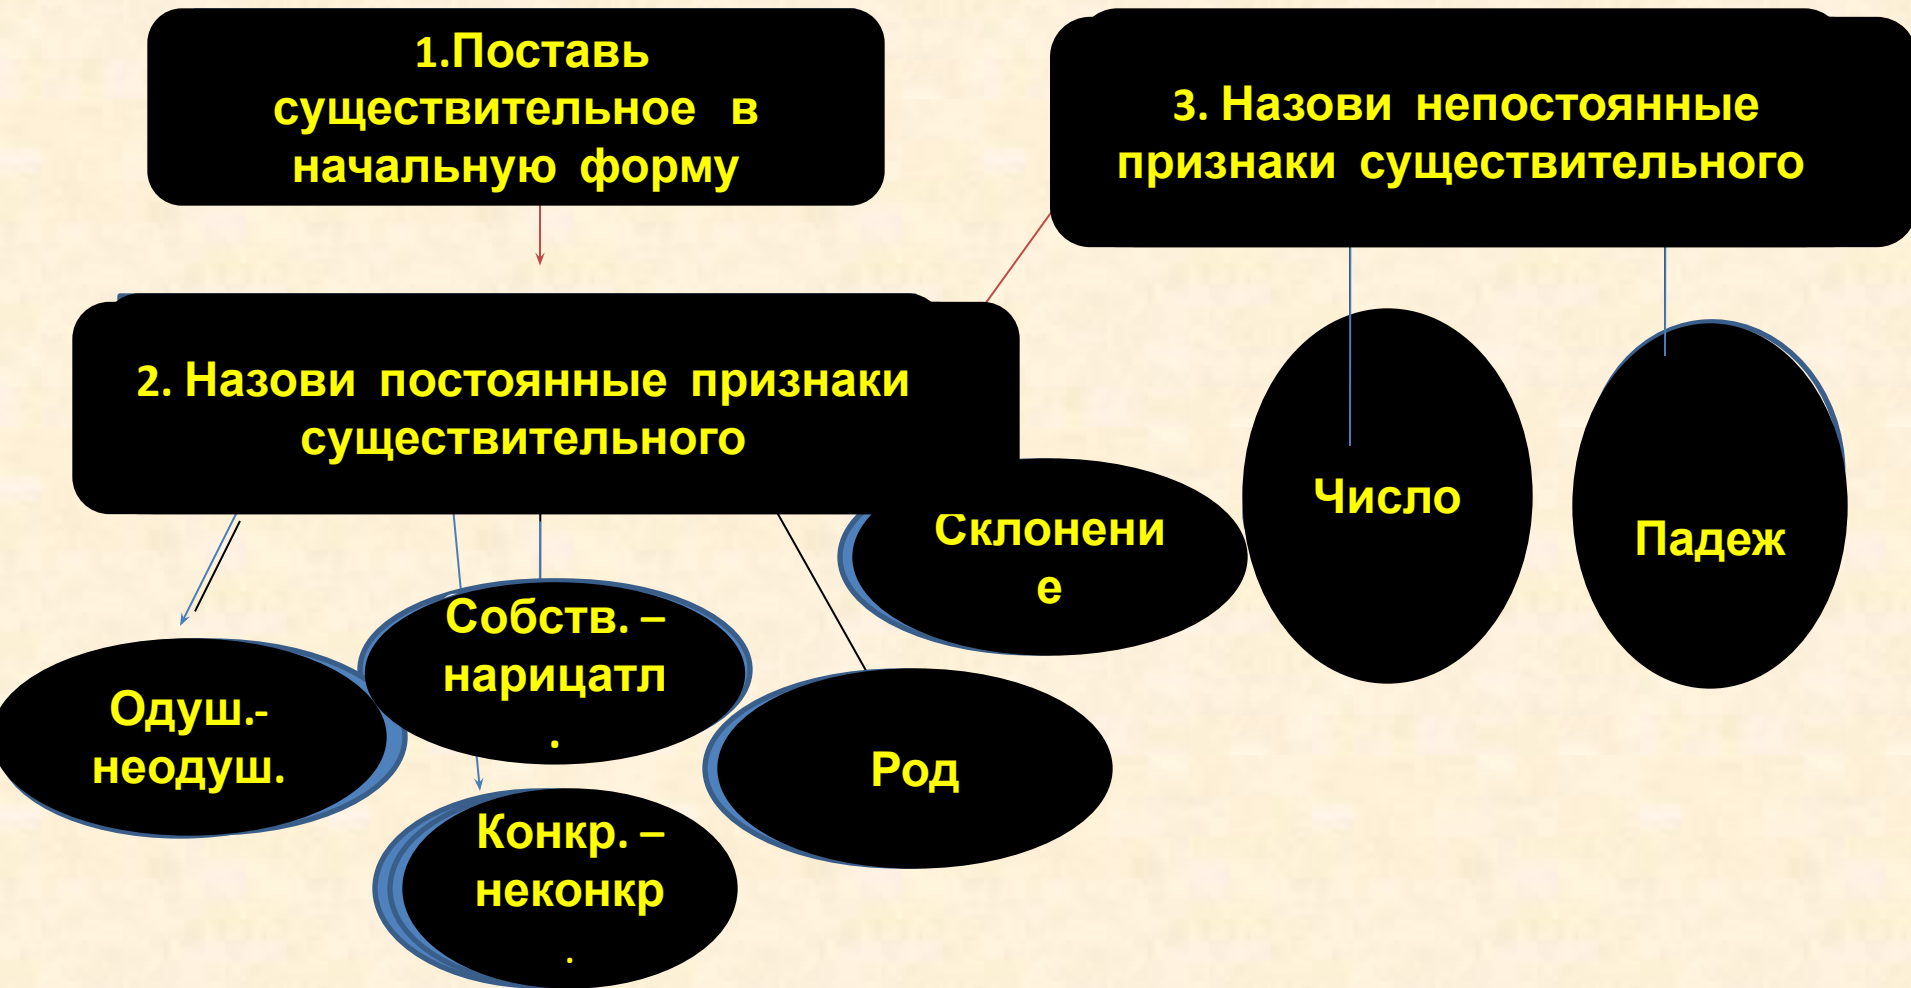 1.Поставь
существительное в
начальную форму
3. Назови непостоянные
признаки существительного
2. Назови постоянные признаки
существительного
Склонени
е
Число
Падеж
Собств. –
нарицатл
.
Одуш.-
неодуш.
Род
Конкр. –
неконкр
.